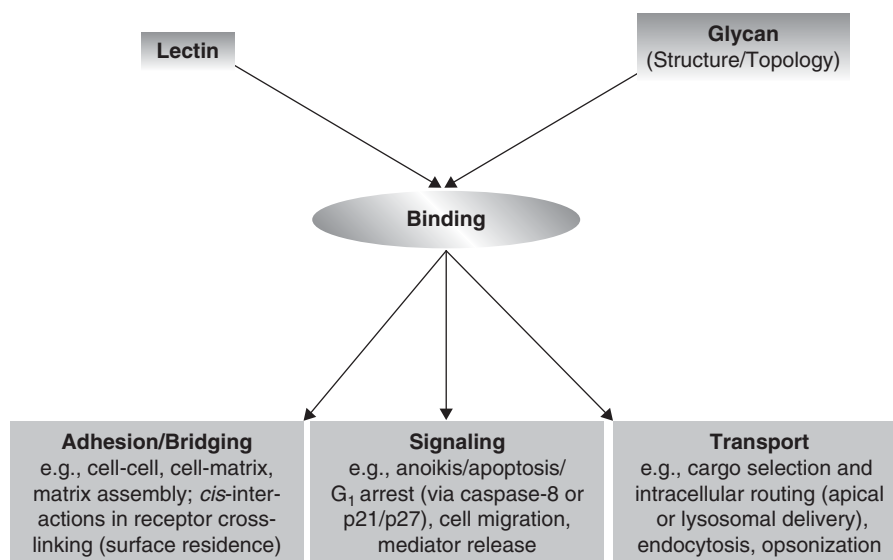 Lectin
Glycan
(Structure/Topology)
Binding
Adhesion/Bridging
e.g., cell-cell, cell-matrix,
matrix assembly; cis-inter-
actions in receptor cross-
linking (surface residence)
Signaling
e.g., anoikis/apoptosis/
G₁ arrest (via caspase-8 or
p21/p27), cell migration,
mediator release
Transport
e.g., cargo selection and
intracellular routing (apical
or lysosomal delivery),
endocytosis, opsonization